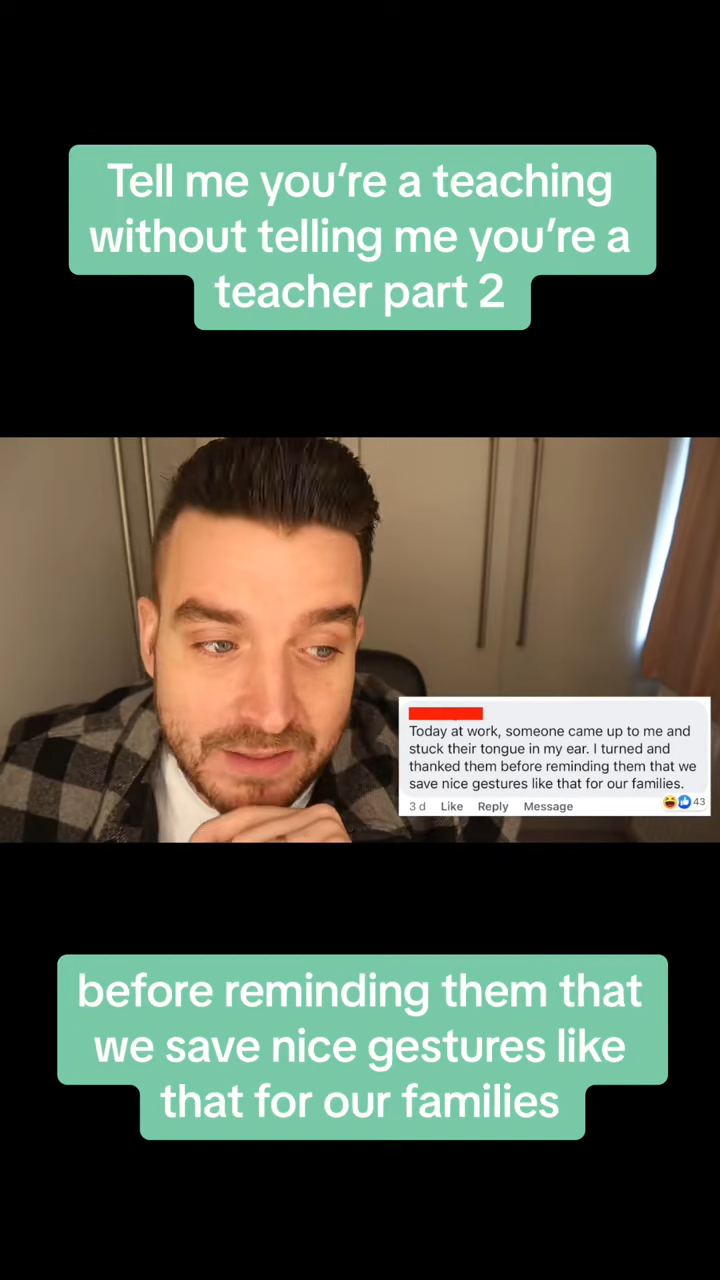 Tell me you're a teaching
without telling me you're a
teacher part 2
Today at work, someone came up to me and
stuck their tongue in my ear. I turned and
thanked them before reminding them that we
save nice gestures like that for our families.
3 d Like Reply Message 43
before reminding them that
we save nice gestures like
that for our families